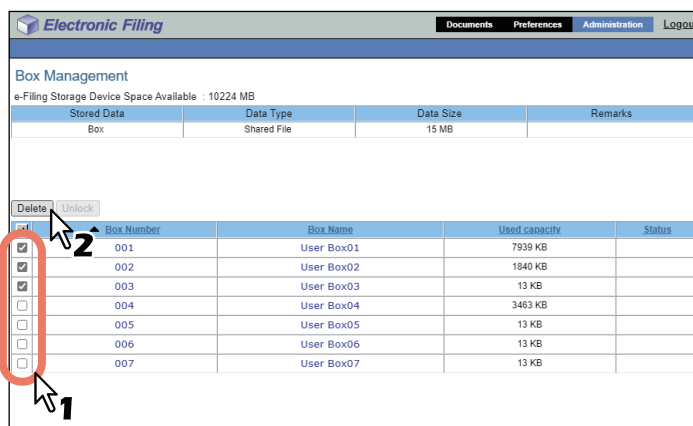 Electronic Filing Documents Preferences Administration Logou
Box Management
e-Filing Storage Device Space Available : 10224 MB
Stored Data Data Type Data Size Remarks
Box Shared File 15 MB
Delete Unlock
Box Number Box Name Used capacity Status
2
001 User Box01 7939 KB
002 User Box02 1840 KB
003 User Box03 13 KB
004 User Box04 3463 KB
005 User Box05 13 KB
006 User Box06 13 KB
007 User Box07 13 KB
1